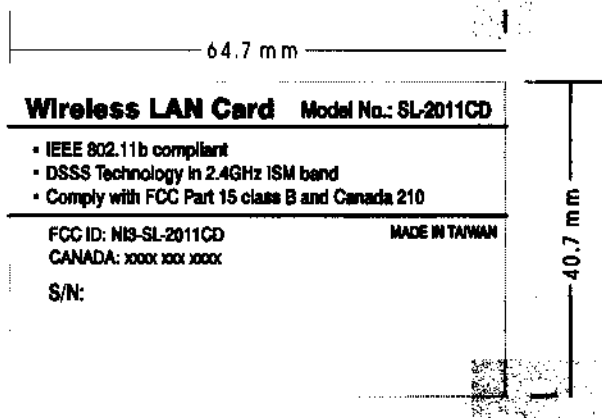 64.7 mm
Wireless LAN Card Model No.: SL-2011CD
- IEEE 802.11b compliant
- DSSS Technology in 2.4GHz ISM band
- Comply with FCC Part 15 class B and Canada 210
FCC ID: NI3-SL-2011CD MADE IN TAIWAN
CANADA: xxxx xxx xxxx
S/N:
40.7 mm